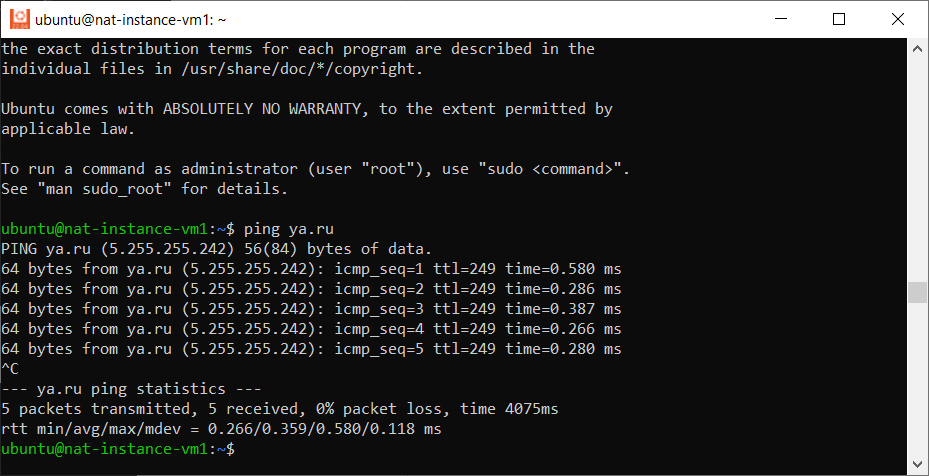 ubuntu@nat-instance-vm1: ~
the exact distribution terms for each program are described in the
individual files in /usr/share/doc/*/copyright.
Ubuntu comes with ABSOLUTELY NO WARRANTY, to the extent permitted by
applicable law.
To run a command as administrator (user "root"), use "sudo <command>".
See "man sudo_root" for details.
ubuntu@nat-instance-vm1:~$ ping ya.ru
PING ya.ru (5.255.255.242) 56(84) bytes of data.
64 bytes from ya.ru (5.255.255.242): icmp_seq=1 ttl=249 time=0.580 ms
64 bytes from ya.ru (5.255.255.242): icmp_seq=2 ttl=249 time=0.286 ms
64 bytes from ya.ru (5.255.255.242): icmp_seq=3 ttl=249 time=0.387 ms
64 bytes from ya.ru (5.255.255.242): icmp_seq=4 ttl=249 time=0.266 ms
64 bytes from ya.ru (5.255.255.242): icmp_seq=5 ttl=249 time=0.280 ms
^C
--- ya.ru ping statistics ---
5 packets transmitted, 5 received, 0% packet loss, time 4075ms
rtt min/avg/max/mdev = 0.266/0.359/0.580/0.118 ms
ubuntu@nat-instance-vm1:~$